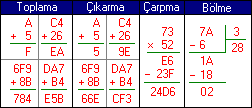 Toplama Çıkarma Çarpma Bölme
A C4 A C4 73 7A 3
+ 5 + 26 + 5 + 26 × 52 - 6 28
F EA 5 9E E6 1A
6F9 DA7 6F9 DA7 + 23F - 18
+ 8B + B4 - 8B - B4 24D6 02
784 E5B 66E CF3